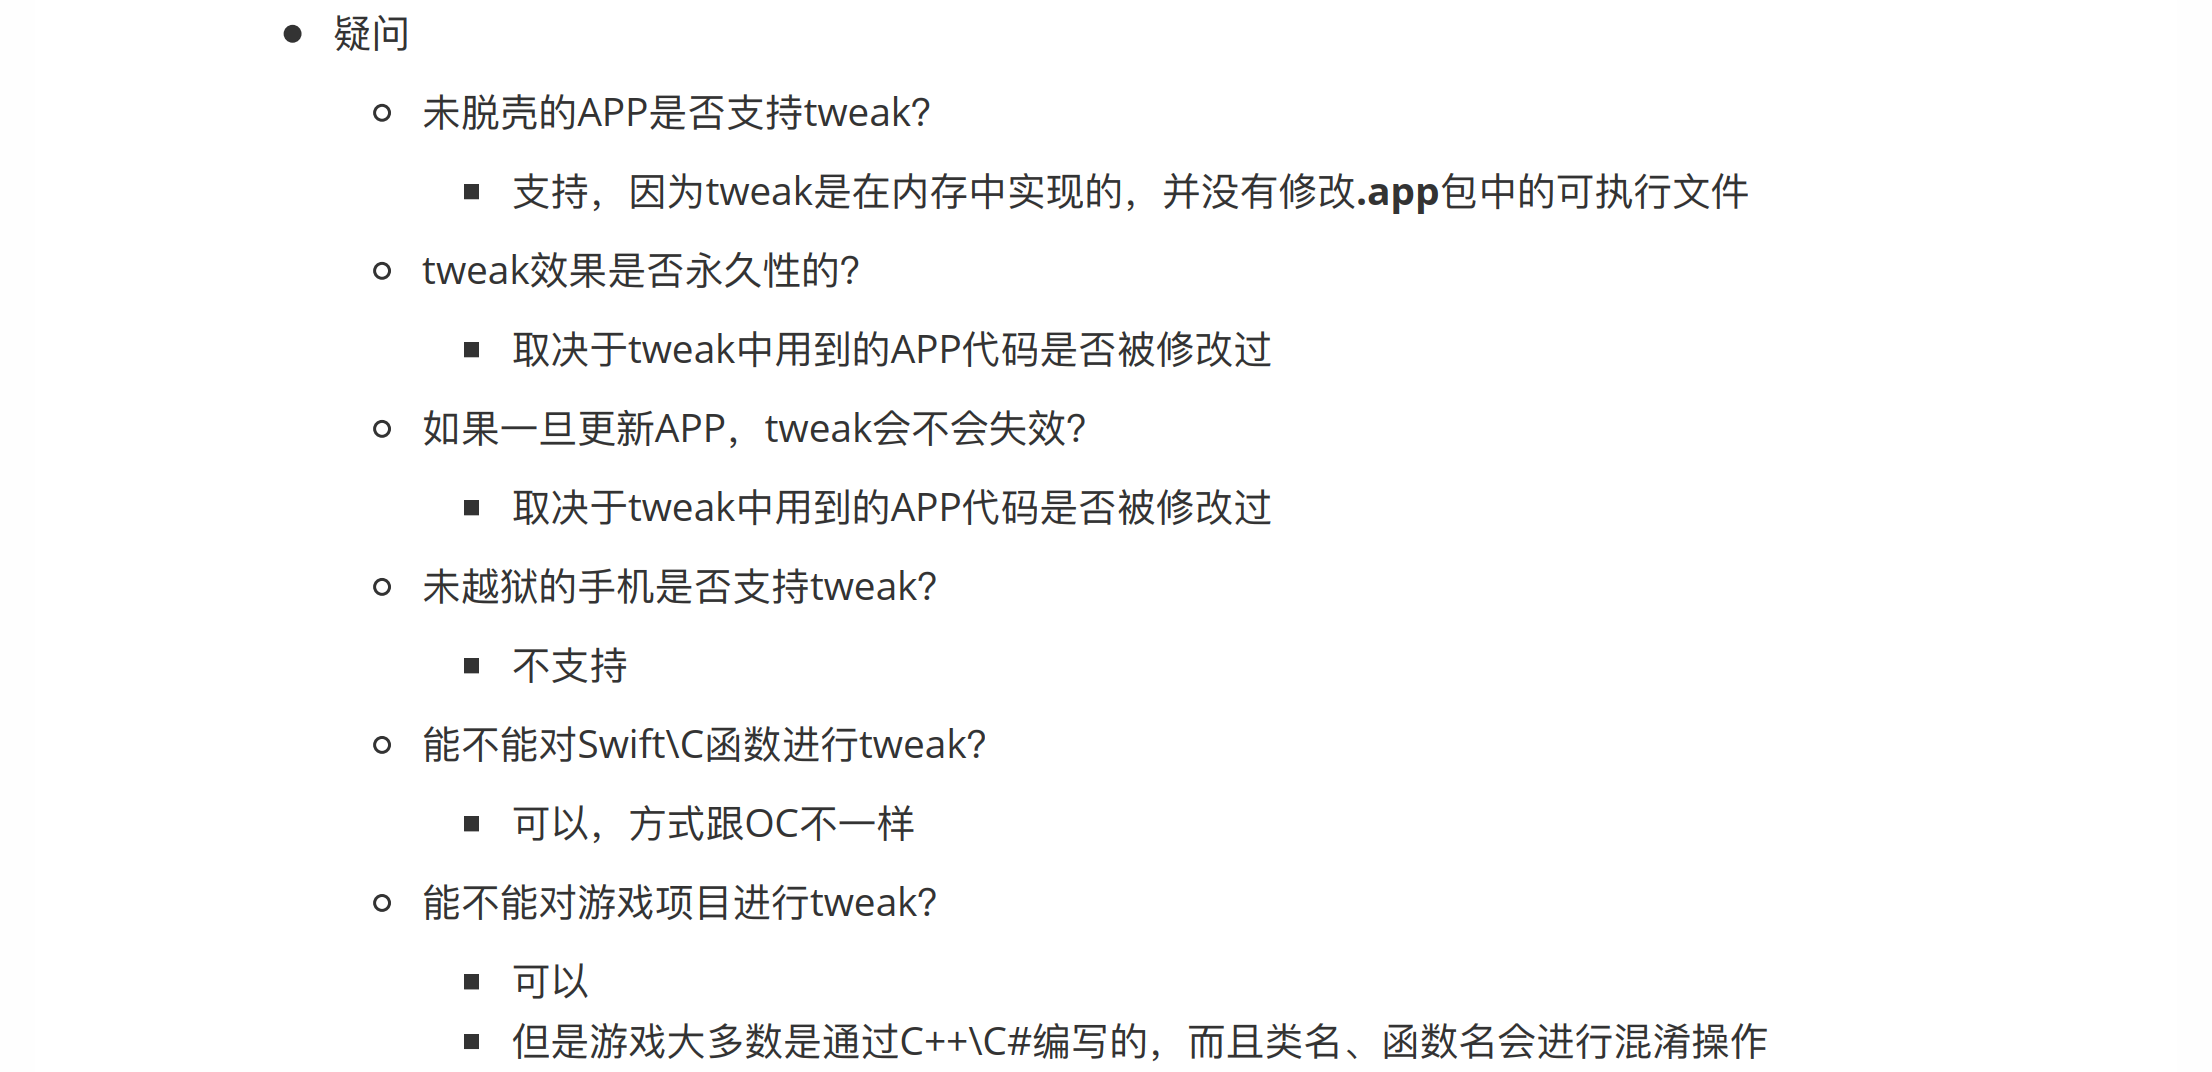 疑问
未脱壳的APP是否支持tweak？
支持，因为tweak是在内存中实现的，并没有修改.app包中的可执行文件
tweak效果是否永久性的？
取决于tweak中用到的APP代码是否被修改过
如果一旦更新APP，tweak会不会失效？
取决于tweak中用到的APP代码是否被修改过
未越狱的手机是否支持tweak？
不支持
能不能对Swift\C函数进行tweak？
可以，方式跟OC不一样
能不能对游戏项目进行tweak？
可以
但是游戏大多数是通过C++\C#编写的，而且类名、函数名会进行混淆操作